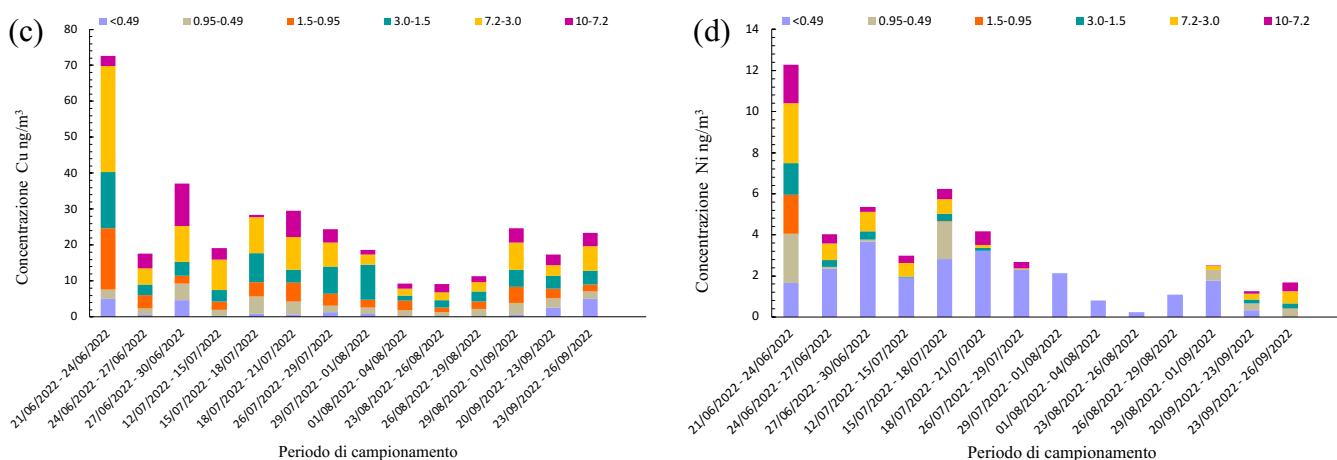 (c)
<0.49 0.95-0.49 1.5-0.95 3.0-1.5 7.2-3.0 10-7.2
80
70
60
50
40
30
20
10
0
Concentrazione Cu ng/m³
21/06/2022 - 24/06/2022
24/06/2022 - 27/06/2022
27/06/2022 - 30/06/2022
12/07/2022 - 15/07/2022
15/07/2022 - 18/07/2022
18/07/2022 - 21/07/2022
26/07/2022 - 29/07/2022
29/07/2022 - 01/08/2022
01/08/2022 - 04/08/2022
23/08/2022 - 26/08/2022
26/08/2022 - 29/08/2022
29/08/2022 - 01/09/2022
20/09/2022 - 23/09/2022
23/09/2022 - 26/09/2022
Periodo di campionamento
(d)
<0.49 0.95-0.49 1.5-0.95 3.0-1.5 7.2-3.0 10-7.2
14
12
10
8
6
4
2
0
Concentrazione Ni ng/m³
21/06/2022 - 24/06/2022
24/06/2022 - 27/06/2022
27/06/2022 - 30/06/2022
12/07/2022 - 15/07/2022
15/07/2022 - 18/07/2022
18/07/2022 - 21/07/2022
26/07/2022 - 29/07/2022
29/07/2022 - 01/08/2022
01/08/2022 - 04/08/2022
23/08/2022 - 26/08/2022
26/08/2022 - 29/08/2022
29/08/2022 - 01/09/2022
20/09/2022 - 23/09/2022
23/09/2022 - 26/09/2022
Periodo di campionamento